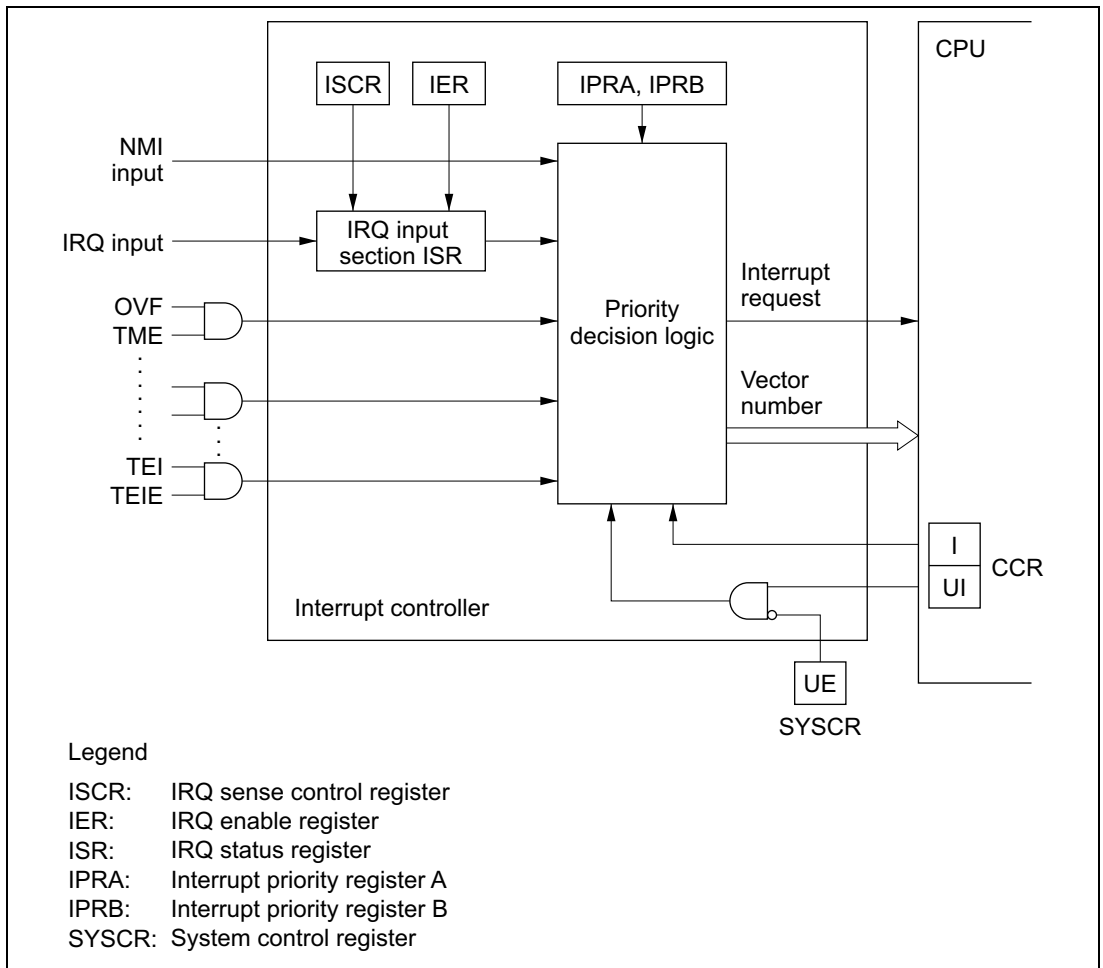 CPU
ISCR
IER
IPRA, IPRB
NMI
input
IRQ input
IRQ input
section ISR
OVF
TME
Priority
decision logic
Interrupt
request
Vector
number
TEI
TEIE
I
UI
CCR
Interrupt controller
UE
SYSCR
Legend
ISCR: IRQ sense control register
IER: IRQ enable register
ISR: IRQ status register
IPRA: Interrupt priority register A
IPRB: Interrupt priority register B
SYSCR: System control register